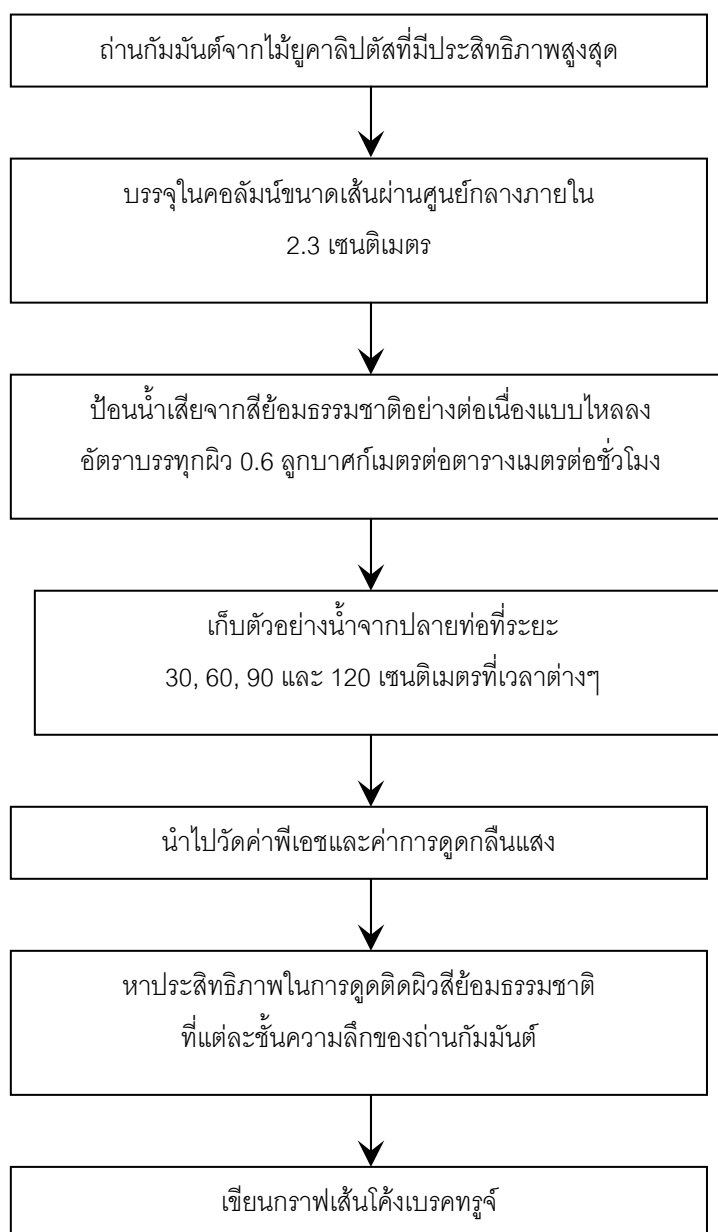 ถ่านกัมมันต์จากไม้ยูคาลิปตัสที่มีประสิทธิภาพสูงสุด
บรรจุในคอลัมน์ขนาดเส้นผ่านศูนย์กลางภายใน
2.3 เซนติเมตร
ป้อนน้ำเสียจากสีย้อมธรรมชาติอย่างต่อเนื่องแบบไหลลง
อัตราบรรทุกผิว 0.6 ลูกบาศก์เมตรต่อตารางเมตรต่อชั่วโมง
เก็บตัวอย่างน้ำจากปลายท่อที่ระยะ
30, 60, 90 และ 120 เซนติเมตรที่เวลาต่างๆ
นำไปวัดค่าพีเอชและค่าการดูดกลืนแสง
หาประสิทธิภาพในการดูดติดผิวสีย้อมธรรมชาติ
ที่แต่ละชั้นความลึกของถ่านกัมมันต์
เขียนกราฟเส้นโค้งเบรคทรูจ์